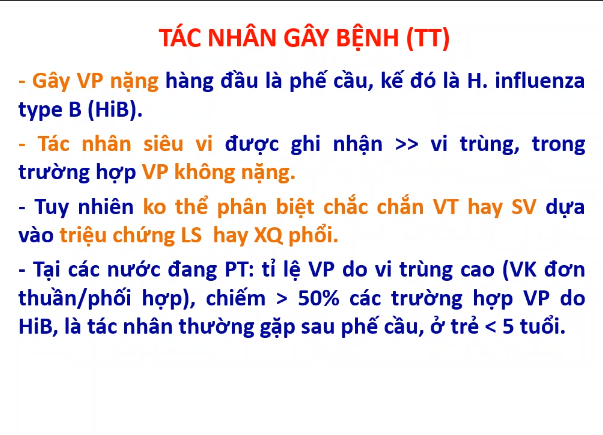 TÁC NHÂN GÂY BỆNH (TT)
- Gây VP nặng hàng đầu là phế cầu, kế đó là H. influenza
type B (HiB).
- Tác nhân siêu vi được ghi nhận >> vi trùng, trong
trường hợp VP không nặng.
- Tuy nhiên ko thể phân biệt chắc chắn VT hay SV dựa
vào triệu chứng LS hay XQ phổi.
- Tại các nước đang PT: tỉ lệ VP do vi trùng cao (VK đơn
thuần/phối hợp), chiếm > 50% các trường hợp VP do
HiB, là tác nhân thường gặp sau phế cầu, ở trẻ < 5 tuổi.